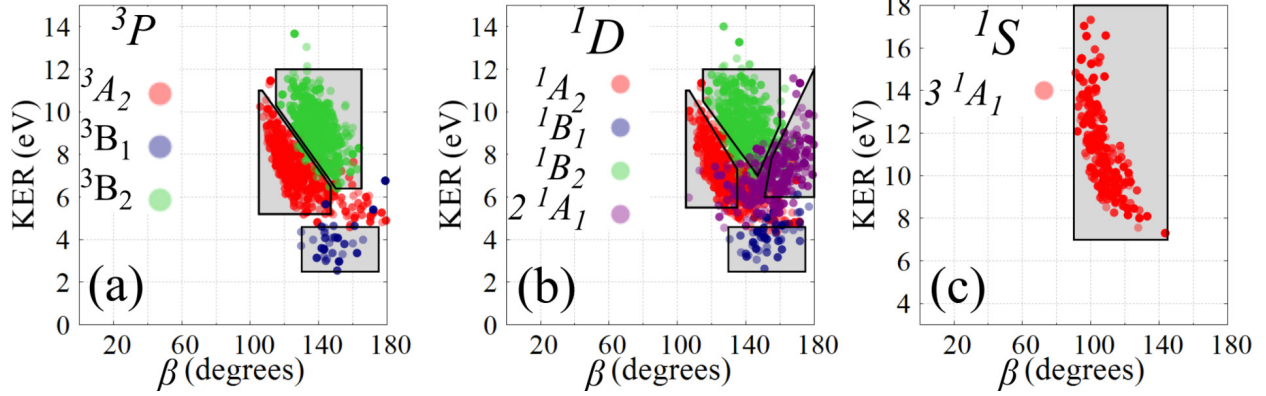 14
12
10
8
6
4
2
0
KER (eV)
³P
³A₂
³B₁
³B₂
(a)
20 60 100 140 180
β (degrees)
14
12
10
8
6
4
2
0
KER (eV)
¹D
¹A₂
¹B₁
¹B₂
2 ¹A₁
(b)
20 60 100 140 180
β (degrees)
18
16
14
12
10
8
6
4
KER (eV)
¹S
3 ¹A₁
(c)
20 60 100 140 180
β (degrees)